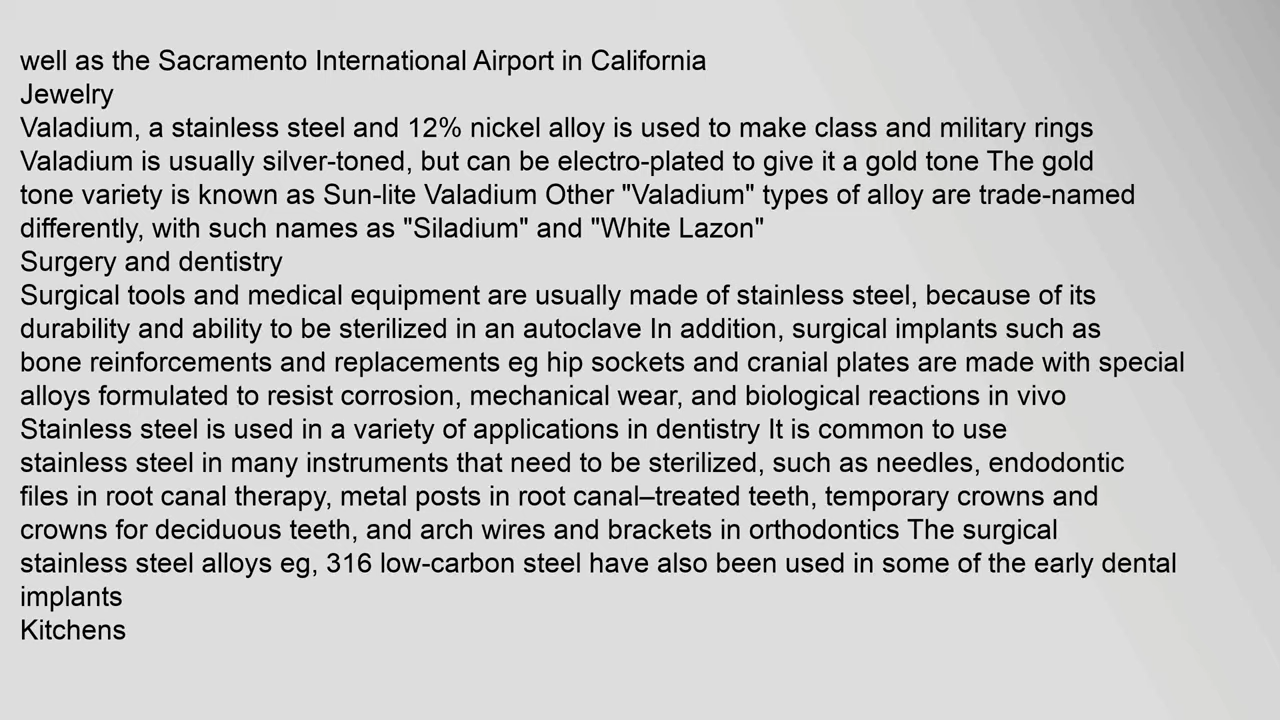 well as the Sacramento International Airport in California
Jewelry
Valadium, a stainless steel and 12% nickel alloy is used to make class and military rings
Valadium is usually silver-toned, but can be electro-plated to give it a gold tone The gold
tone variety is known as Sun-lite Valadium Other "Valadium" types of alloy are trade-named
differently, with such names as "Siladium" and "White Lazon"
Surgery and dentistry
Surgical tools and medical equipment are usually made of stainless steel, because of its
durability and ability to be sterilized in an autoclave In addition, surgical implants such as
bone reinforcements and replacements eg hip sockets and cranial plates are made with special
alloys formulated to resist corrosion, mechanical wear, and biological reactions in vivo
Stainless steel is used in a variety of applications in dentistry It is common to use
stainless steel in many instruments that need to be sterilized, such as needles, endodontic
files in root canal therapy, metal posts in root canal–treated teeth, temporary crowns and
crowns for deciduous teeth, and arch wires and brackets in orthodontics The surgical
stainless steel alloys eg, 316 low-carbon steel have also been used in some of the early dental
implants
Kitchens